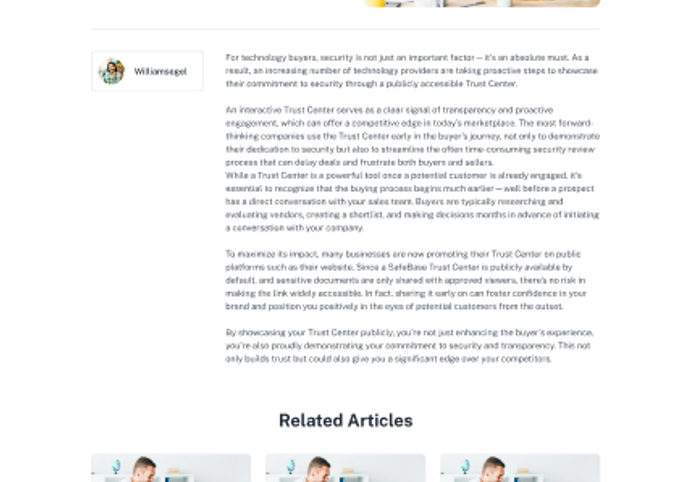 Williamsegel
For technology buyers, security is not just an important factor—it's an absolute must. As a
result, an increasing number of technology providers are taking proactive steps to showcase
their commitment to security through a publicly accessible Trust Center.
An interactive Trust Center serves as a clear signal of transparency and proactive
engagement, which can offer a competitive edge in today's marketplace. The most forward-
thinking companies use the Trust Center early in the buyer's journey, not only to demonstrate
their dedication to security but also to streamline the often time-consuming security review
process that can delay deals and frustrate both buyers and sellers.
While a Trust Center is a powerful tool once a potential customer is already engaged, it's
essential to recognize that the buying process begins much earlier—well before a prospect
has a direct conversation with your sales team. Buyers are typically researching and
evaluating vendors, creating a shortlist, and making decisions months in advance of initiating
a conversation with your company.
To maximize its impact, many businesses are now promoting their Trust Center on public
platforms such as their website. Since a SafeBase Trust Center is publicly available by
default, and sensitive documents are only shared with approved viewers, there's no risk in
making the link widely accessible. In fact, sharing it early on can foster confidence in your
brand and position you positively in the eyes of potential customers from the outset.
By showcasing your Trust Center publicly, you're not just enhancing the buyer's experience,
you're also proudly demonstrating your commitment to security and transparency. This not
only builds trust but could also give you a significant edge over your competitors.
Related Articles